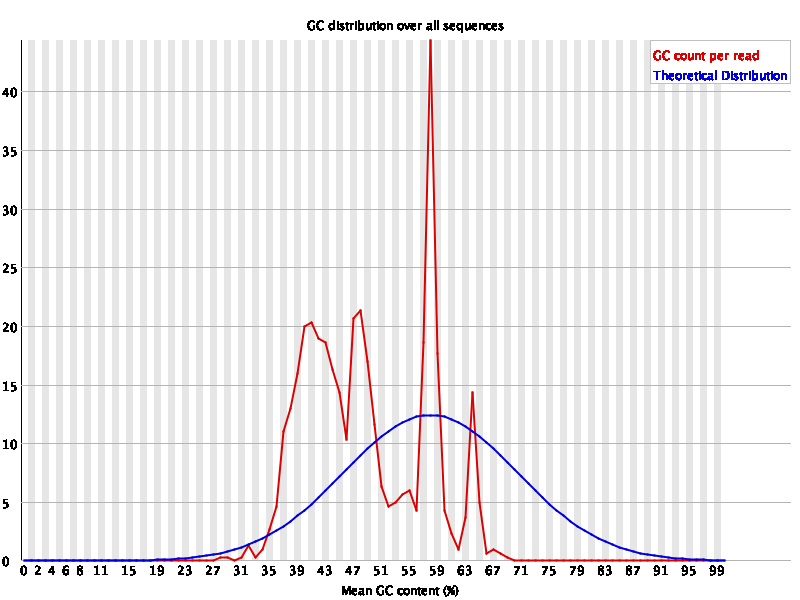 GC distribution over all sequences
GC count per read
Theoretical Distribution
40
35
30
25
20
15
10
5
0
0 2 4 6 8 11 15 19 23 27 31 35 39 43 47 51 55 59 63 67 71 75 79 83 87 91 95 99
Mean GC content (%)